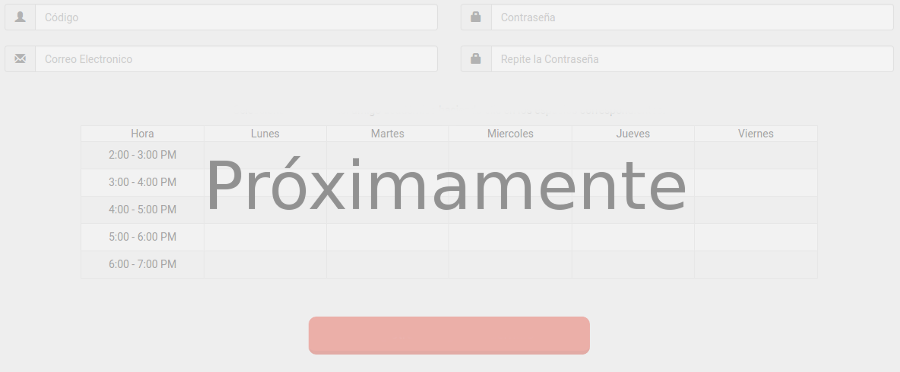 Código
Contraseña
Correo Electronico
Repite la Contraseña
Hora Lunes Martes Miercoles Jueves Viernes
2:00 - 3:00 PM
3:00 - 4:00 PM
Próximamente
4:00 - 5:00 PM
5:00 - 6:00 PM
6:00 - 7:00 PM